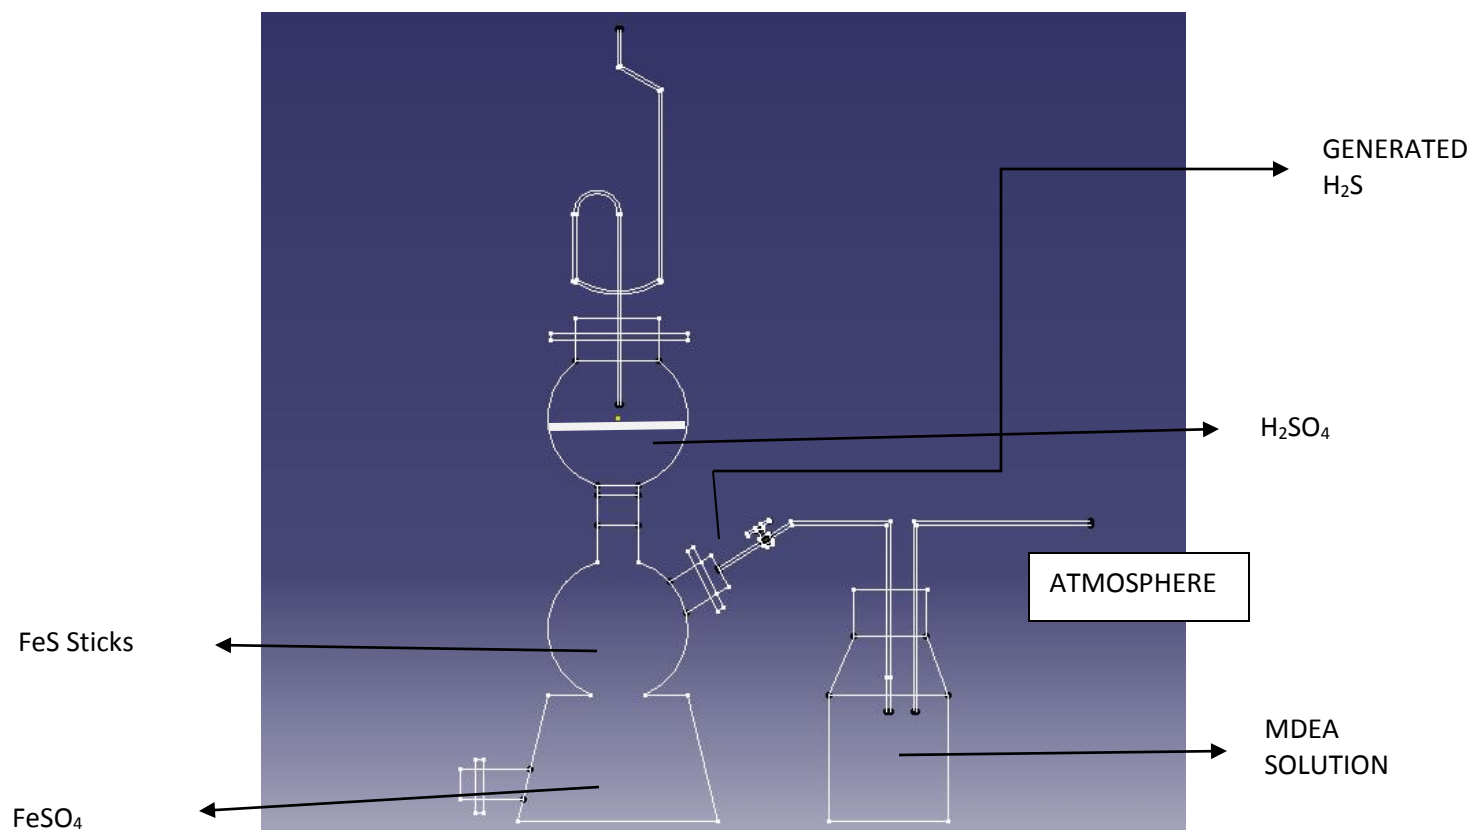 GENERATED
H₂S
H₂SO₄
ATMOSPHERE
FeS Sticks
MDEA
SOLUTION
FeSO₄